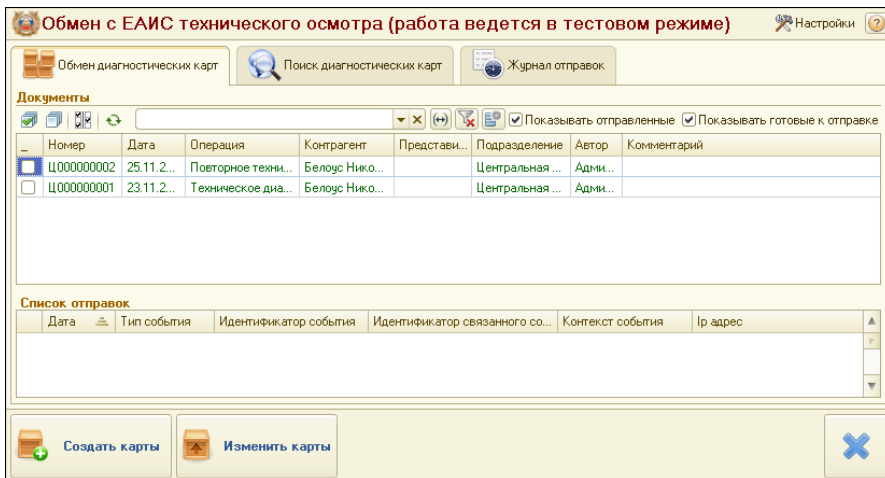 Обмен с ЕАИС технического осмотра (работа ведется в тестовом режиме) Настройки ?
Обмен диагностических карт Поиск диагностических карт Журнал отправок
Документы
Показывать отправленные Показывать готовые к отправке
_ Номер Дата Операция Контрагент Представи... Подразделение Автор Комментарий
Ц000000002 25.11.2... Повторное техни... Белоус Нико... Центральная ... Адми...
Ц000000001 23.11.2... Техническое диа... Белоус Нико... Центральная ... Адми...
Список отправок
Дата Тип события Идентификатор события Идентификатор связанного со... Контекст события Ip адрес
Создать карты Изменить карты